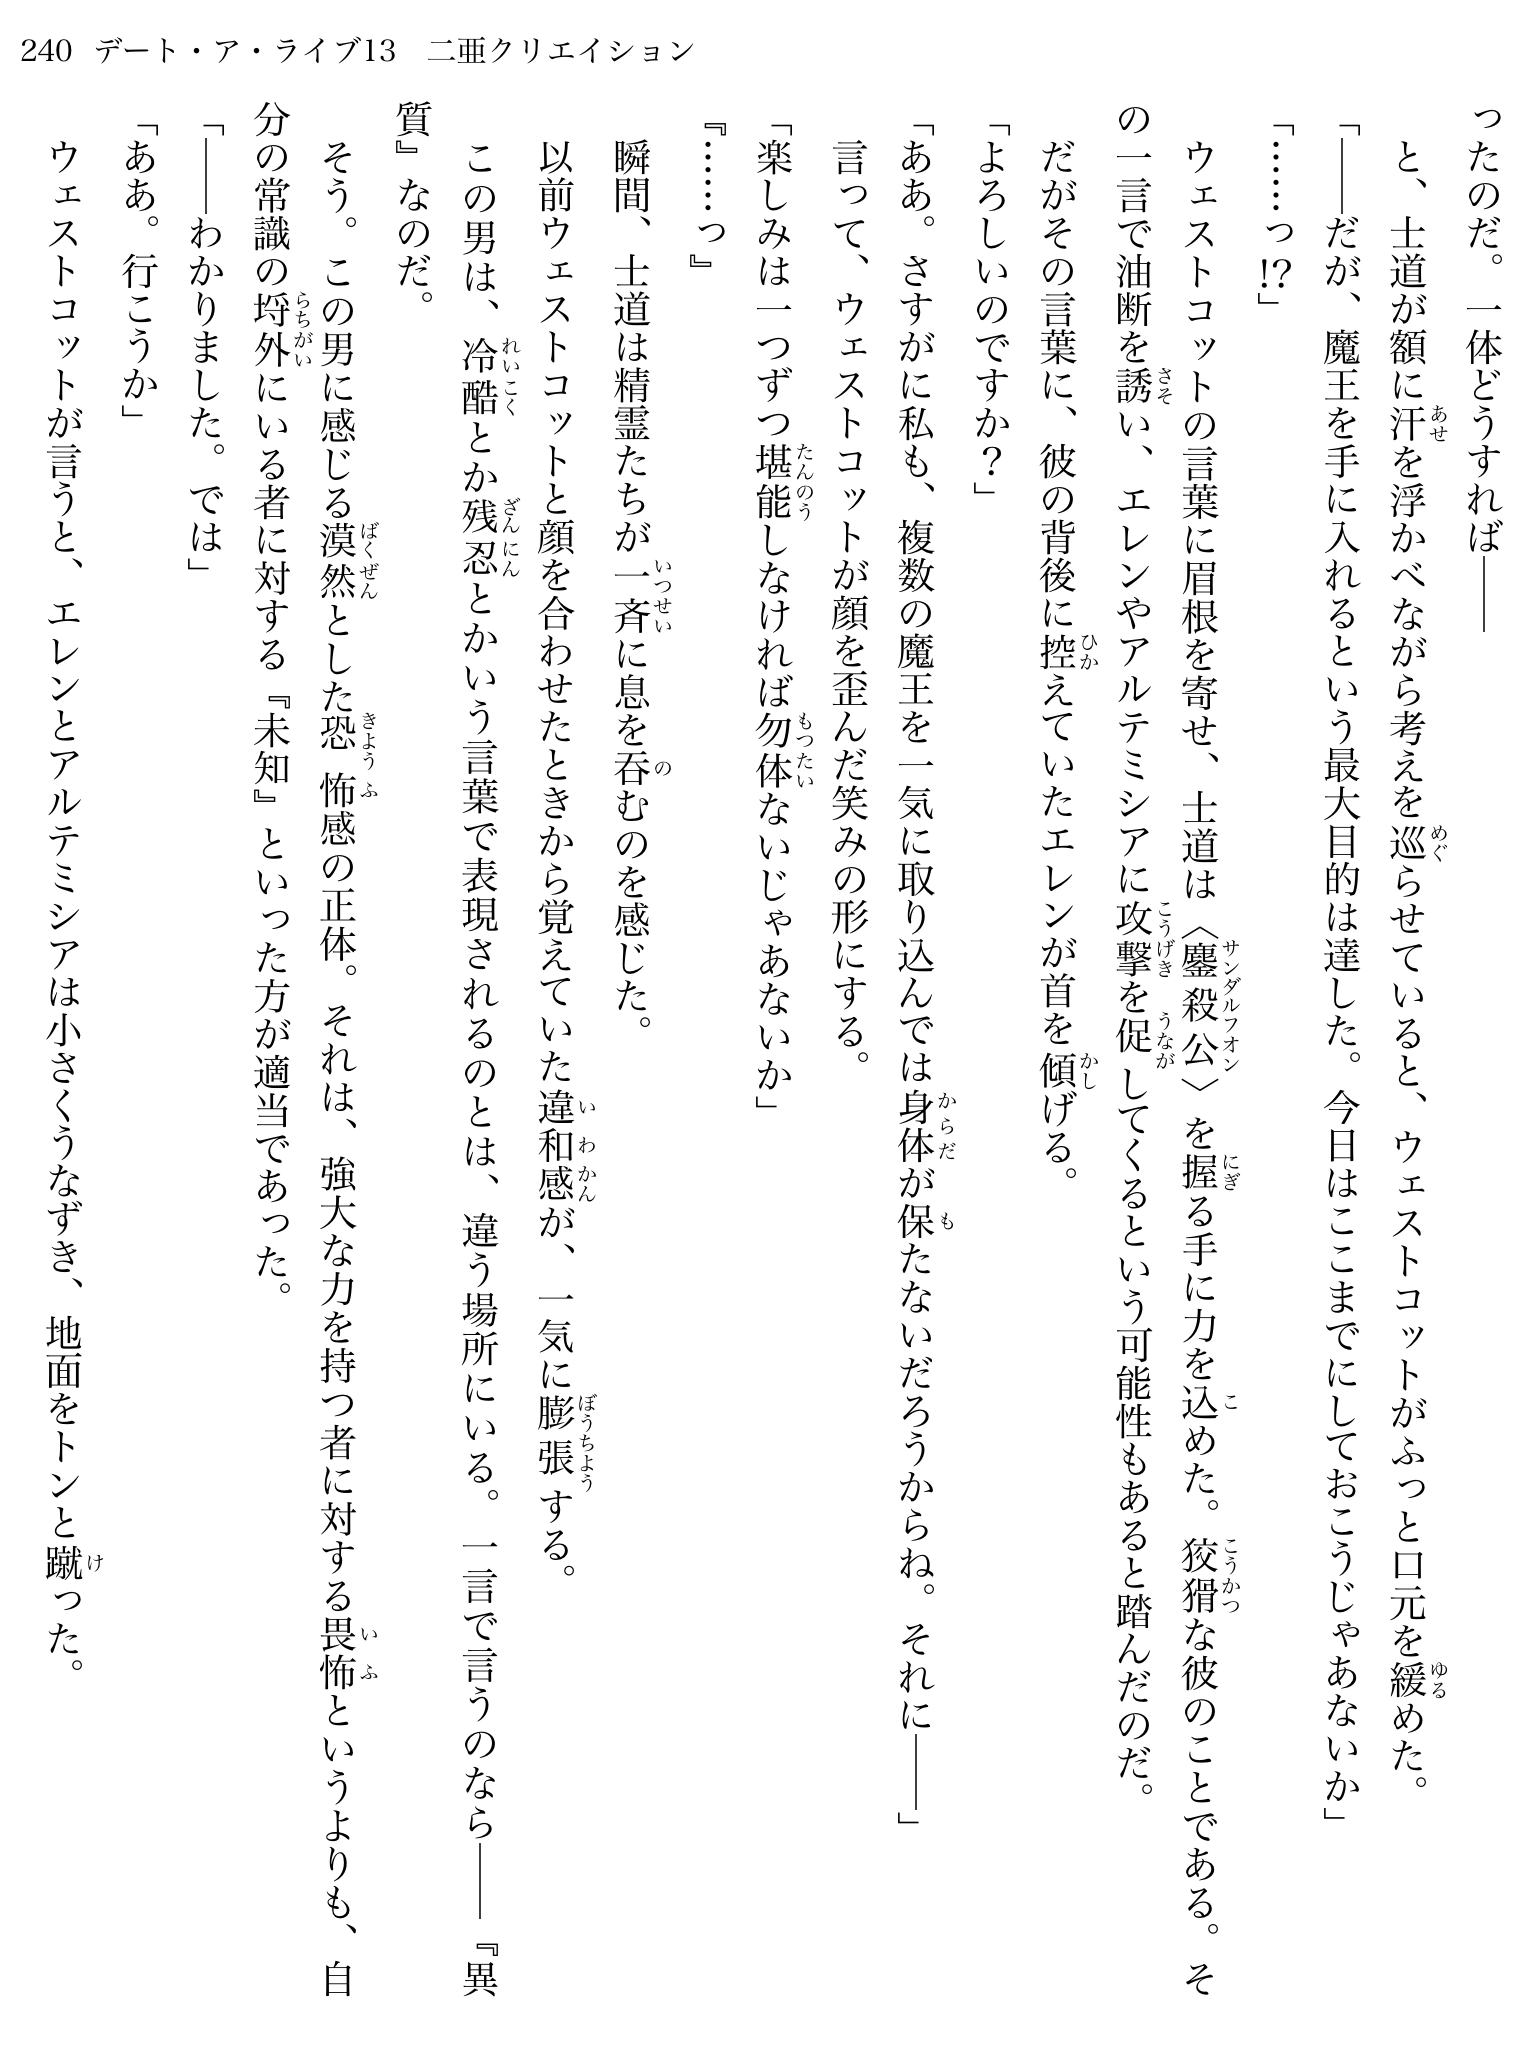 240 デート・ア・ライブ13 二亜クリエイション
ったのだ。一体どうすれば――
　と、士道が額に汗を浮かべながら考えを巡らせていると、ウェストコットがふっと口元を緩めた。
「――だが、魔王を手に入れるという最大目的は達した。今日はここまでにしておこうじゃあないか」
「……っ!?」
　ウェストコットの言葉に眉根を寄せ、士道は〈鏖殺公〉を握る手に力を込めた。狡猾な彼のことである。そ
の一言で油断を誘い、エレンやアルテミシアに攻撃を促してくるという可能性もあると踏んだのだ。
　だがその言葉に、彼の背後に控えていたエレンが首を傾げる。
「よろしいのですか？」
「ああ。さすがに私も、複数の魔王を一気に取り込んでは身体が保たないだろうからね。それに――」
　言って、ウェストコットが顔を歪んだ笑みの形にする。
「楽しみは一つずつ堪能しなければ勿体ないじゃあないか」
『……っ』
　瞬間、士道は精霊たちが一斉に息を呑むのを感じた。
　以前ウェストコットと顔を合わせたときから覚えていた違和感が、一気に膨張する。
　この男は、冷酷とか残忍とかいう言葉で表現されるのとは、違う場所にいる。一言で言うのなら――『異
質』なのだ。
　そう。この男に感じる漠然とした恐怖感の正体。それは、強大な力を持つ者に対する畏怖というよりも、自
分の常識の埒外にいる者に対する『未知』といった方が適当であった。
「――わかりました。では」
「ああ。行こうか」
　ウェストコットが言うと、エレンとアルテミシアは小さくうなずき、地面をトンと蹴った。